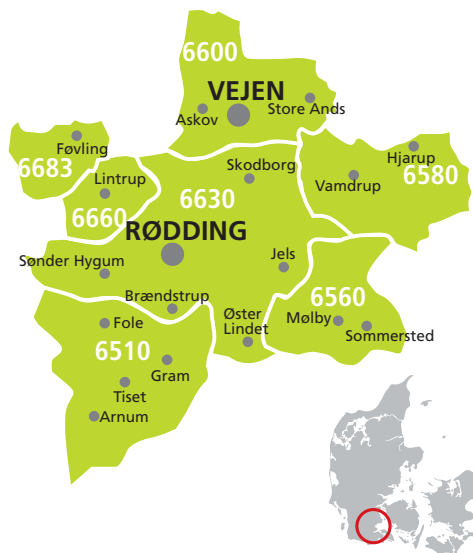 6600
VEJEN
Askov
Store Ands
Føvling
6683
Lintrup
6660
Skodborg
6630
Hjarup
6580
Vamdrup
RØDDING
Sønder Hygum
Jels
Brændstrup
Øster
Lindet
6560
Mølby
Sommersted
Fole
6510
Gram
Tiset
Arnum